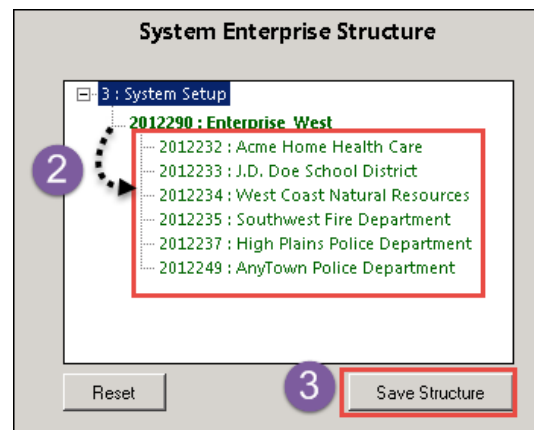 System Enterprise Structure
3 : System Setup
2012290 : Enterprise West
2
2012232 : Acme Home Health Care
2012233 : J.D. Doe School District
2012234 : West Coast Natural Resources
2012235 : Southwest Fire Department
2012237 : High Plains Police Department
2012249 : AnyTown Police Department
Reset
3
Save Structure